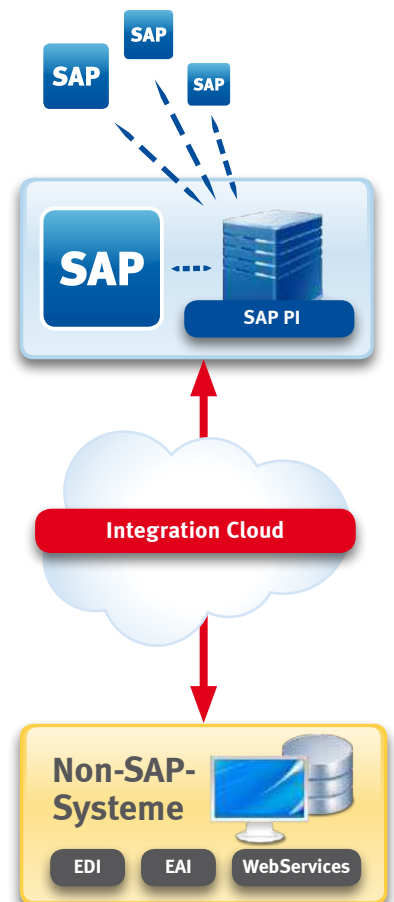 SAP
SAP
SAP
SAP
SAP PI
Integration Cloud
Non-SAP-
Systeme
EDI
EAI
WebServices